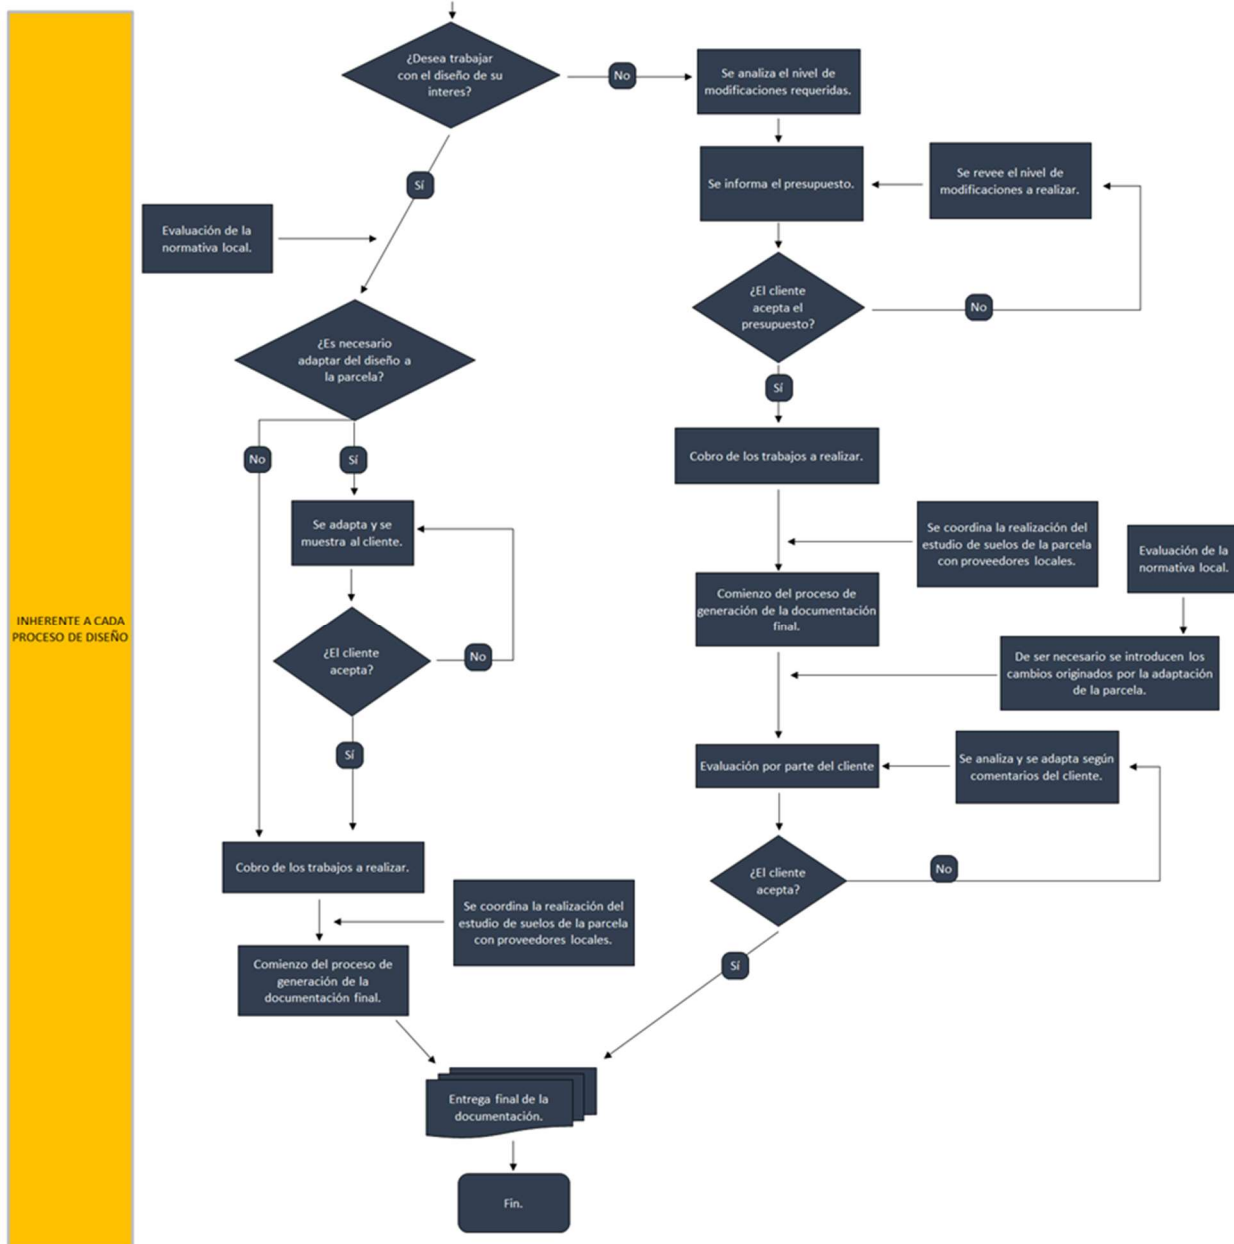 INHERENTE A CADA
PROCESO DE DISEÑO
¿Desea trabajar
con el diseño de su
interes?
No
Se analiza el nivel de
modificaciones requeridas.
Se informa el presupuesto.
Se revee el nivel de
modificaciones a realizar.
Sí
Evaluación de la
normativa local.
¿El cliente
acepta el
presupuesto?
No
¿Es necesario
adaptar del diseño a
la parcela?
Sí
No
Sí
Cobro de los trabajos a realizar.
Se adapta y se
muestra al cliente.
Se coordina la realización del
estudio de suelos de la parcela
con proveedores locales.
Evaluación de la
normativa local.
Comienzo del proceso de
generación de la documentación
final.
¿El cliente
acepta?
No
De ser necesario se introducen los
cambios originados por la adaptación
de la parcela.
Sí
Evaluación por parte del cliente
Se analiza y se adapta según
comentarios del cliente.
Cobro de los trabajos a realizar.
¿El cliente
acepta?
No
Se coordina la realización del
estudio de suelos de la parcela
con proveedores locales.
Comienzo del proceso de
generación de la
documentación final.
Sí
Entrega final de la
documentación.
Fin.